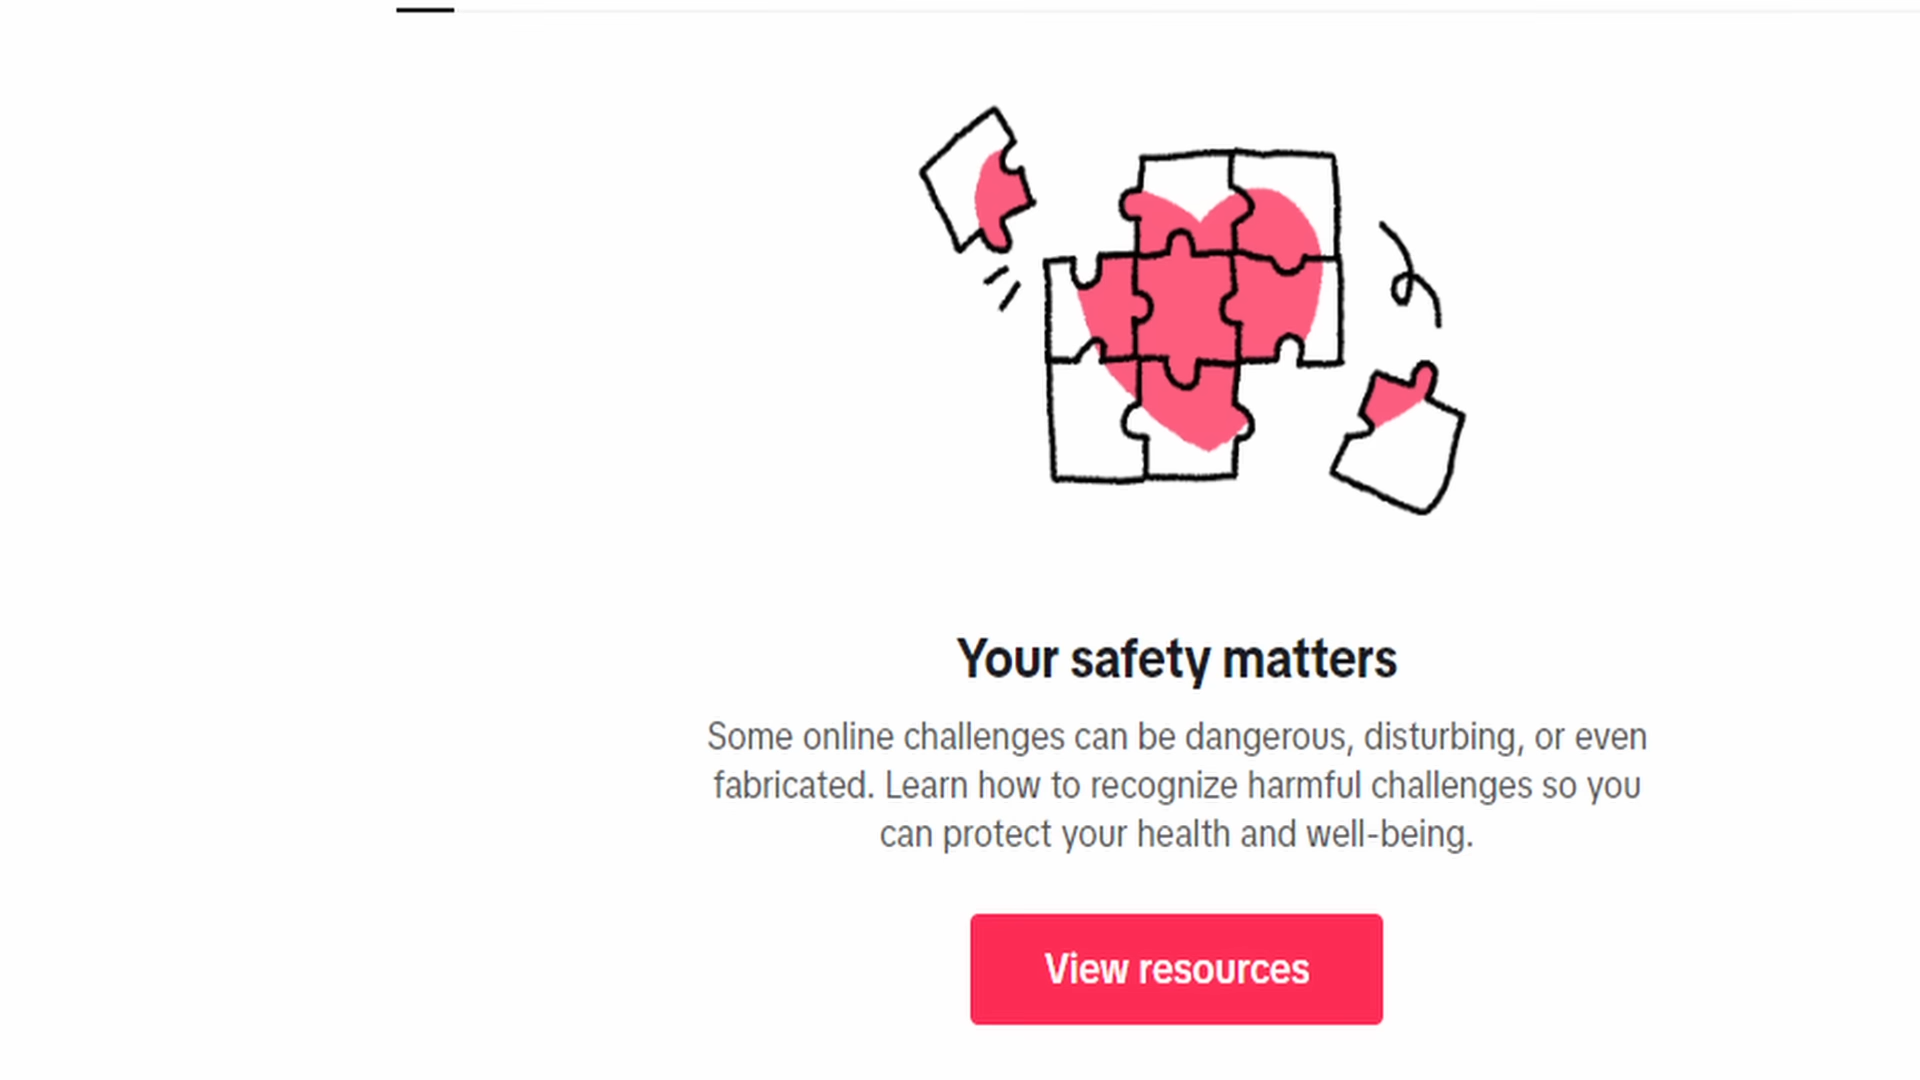 Your safety matters
Some online challenges can be dangerous, disturbing, or even
fabricated. Learn how to recognize harmful challenges so you
can protect your health and well-being.
View resources